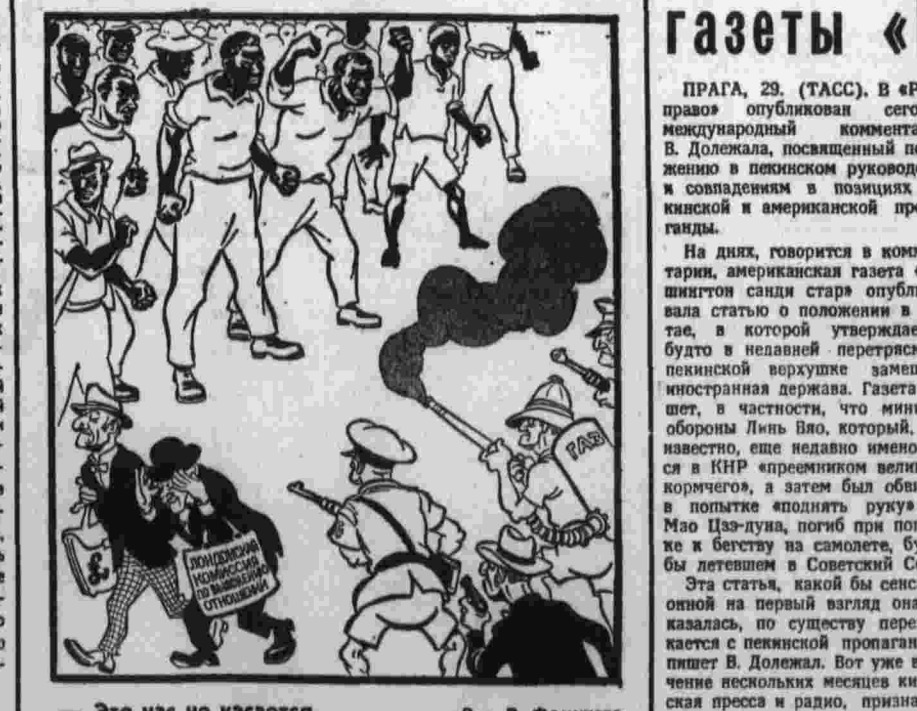 ГАЗ
ЛОНДОНСКАЯ
КОМИССИЯ
ПО ВЫЯСНЕНИЮ
ОТНОШЕНИЙ
Это нас не касается
газеты «
ПРАГА, 29. (ТАСС). В «Р
право» опубликован сего
международный коммента
В. Долежала, посвященный по
жению в пекинском руковод
и совпадениям в позициях
кинской и американской про
ганды.
На днях, говорится в комм
тарии, американская газета «
шингтон санди стар» опубл
вала статью о положении в
тае, в которой утверждае
будто в недавней перетряс
пекинской верхушке замеш
иностранная держава. Газета
шет, в частности, что мини
обороны Линь Бяо, который,
известно, еще недавно имено
ся в КНР «преемником вели
кормчего», а затем был обви
в попытке «поднять руку»
Мао Цзэ-дуна, погиб при поп
ке к бегству на самолете, бу
бы летевшем в Советский Со
Эта статья, какой бы сенс
онной на первый взгляд она
казалась, по существу пере
кается с пекинской пропаган
пишет В. Долежал. Вот уже в
чение нескольких месяцев ки
ская пресса и радио, призна